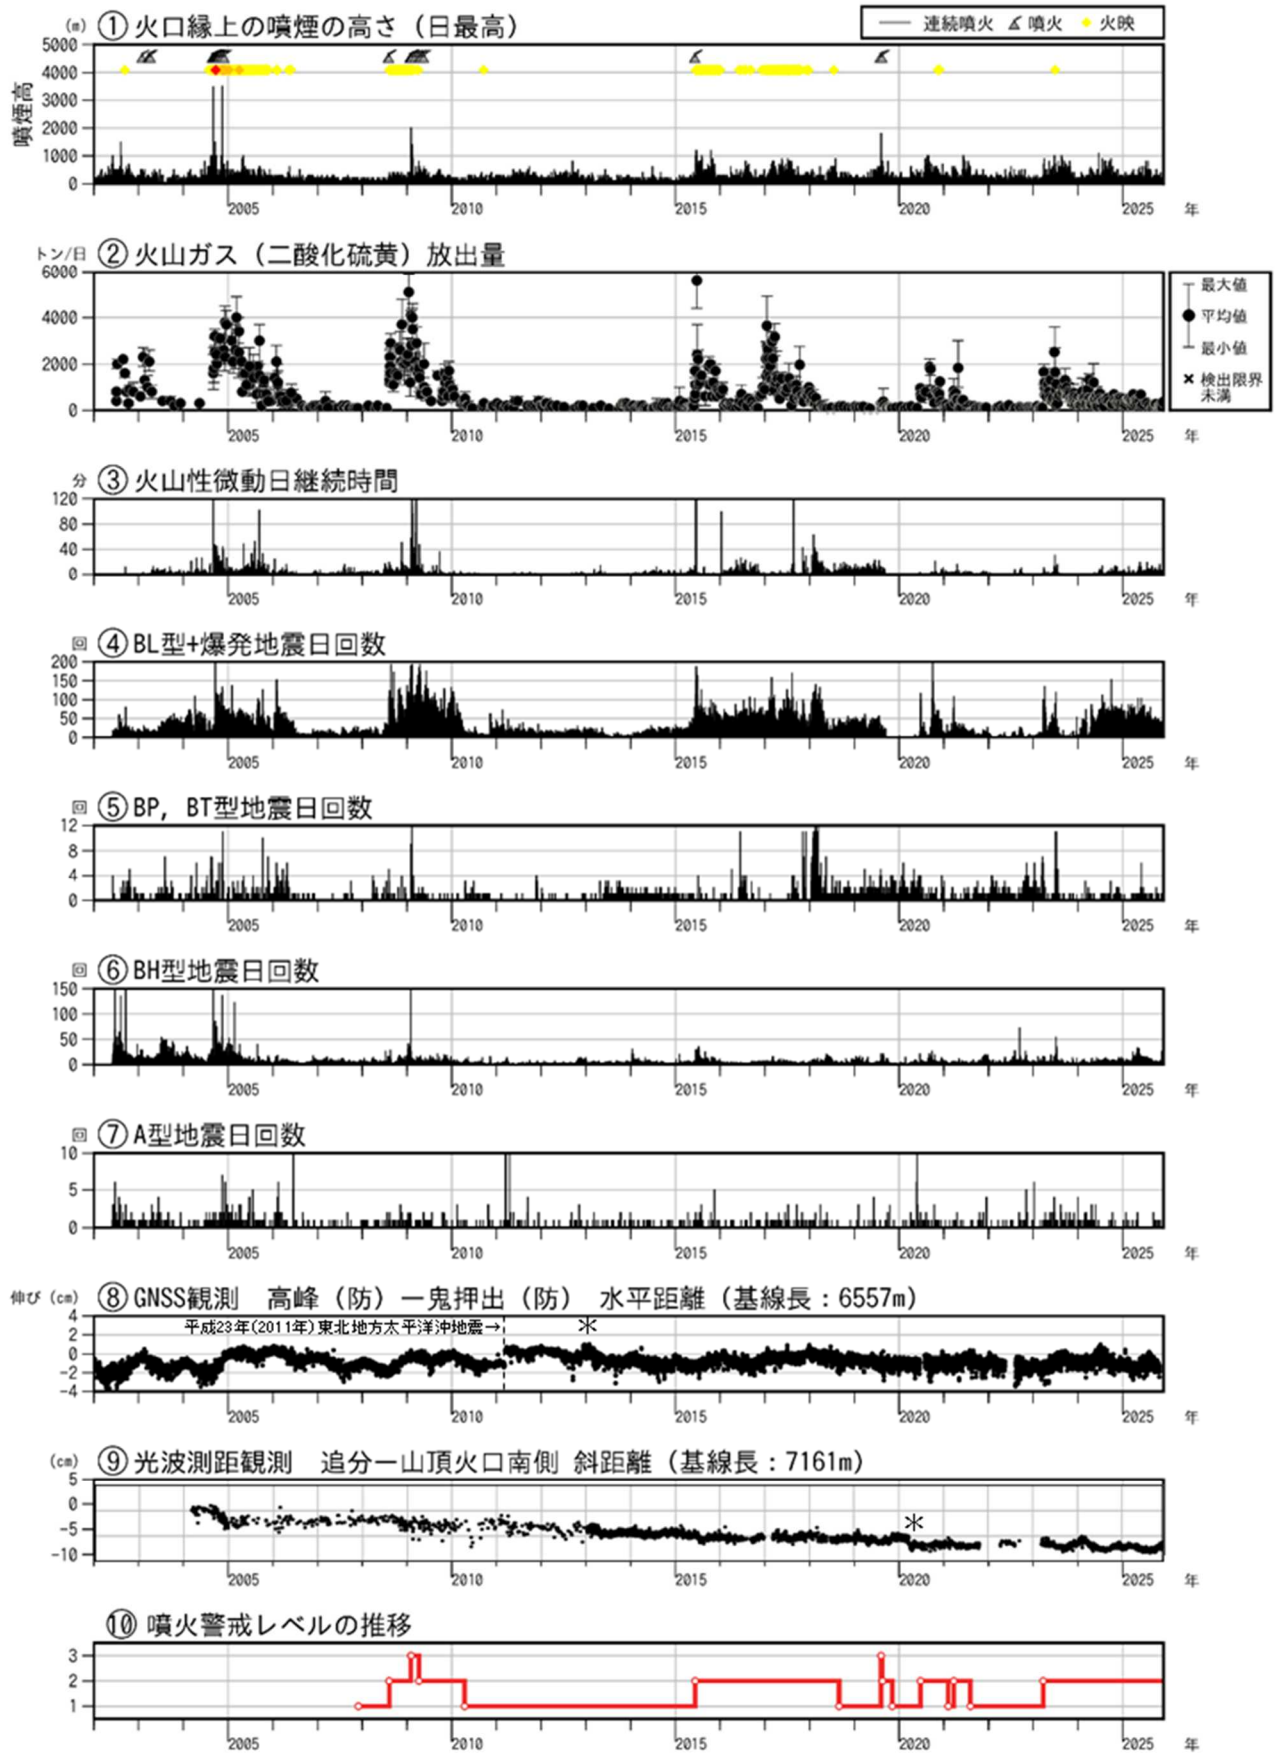 (m) ① 火口縁上の噴煙の高さ（日最高）
連続噴火 噴火 火映
噴煙高
5000
4000
3000
2000
1000
0
2005 2010 2015 2020 2025 年
トン/日 ② 火山ガス（二酸化硫黄）放出量
6000
4000
2000
0
最大値
平均値
最小値
検出限界
未満
2005 2010 2015 2020 2025 年
分 ③ 火山性微動日継続時間
120
80
40
0
2005 2010 2015 2020 2025 年
回 ④ BL型+爆発地震日回数
200
150
100
50
0
2005 2010 2015 2020 2025 年
回 ⑤ BP, BT型地震日回数
12
8
4
0
2005 2010 2015 2020 2025 年
回 ⑥ BH型地震日回数
150
100
50
0
2005 2010 2015 2020 2025 年
回 ⑦ A型地震日回数
10
5
0
2005 2010 2015 2020 2025 年
伸び (cm) ⑧ GNSS観測 高峰（防）－鬼押出（防） 水平距離（基線長：6557m）
平成23年(2011年)東北地方太平洋沖地震→ ＊
4
2
0
-2
-4
2005 2010 2015 2020 2025 年
(cm) ⑨ 光波測距観測 追分－山頂火口南側 斜距離（基線長：7161m）
5
0
-5
-10
＊
2005 2010 2015 2020 2025 年
⑩ 噴火警戒レベルの推移
3
2
1
2005 2010 2015 2020 2025 年